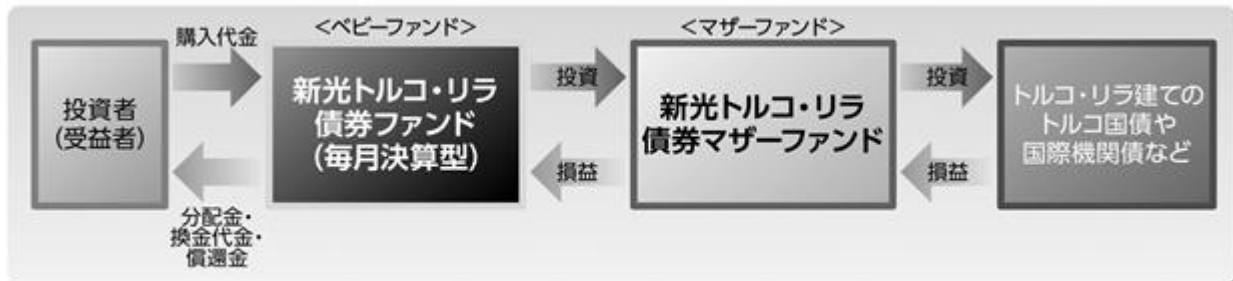 購入代金
投資者
(受益者)
分配金・
換金代金・
償還金
<ベビーファンド>
新光トルコ・リラ
債券ファンド
(毎月決算型)
投資
損益
<マザーファンド>
新光トルコ・リラ
債券マザーファンド
投資
損益
トルコ・リラ建ての
トルコ国債や
国際機関債など